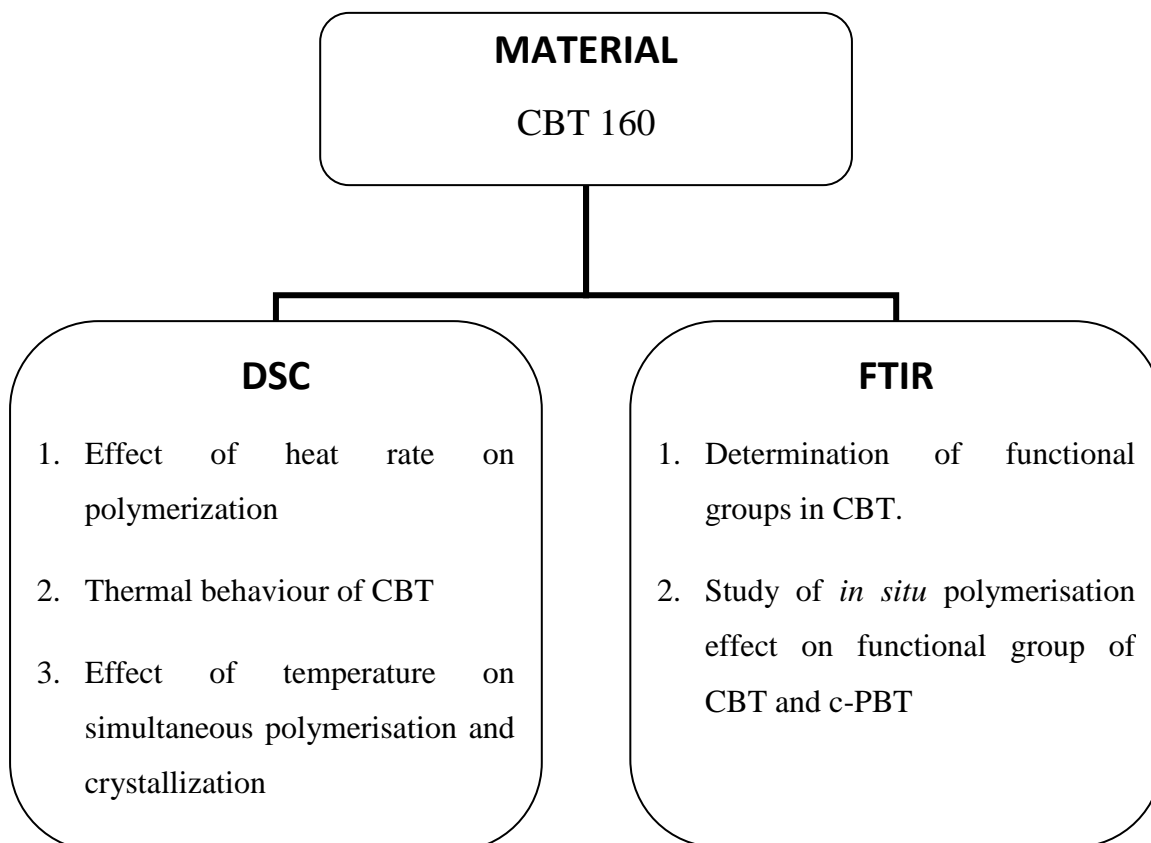 MATERIAL
CBT 160
DSC
1. Effect of heat rate on
polymerization
2. Thermal behaviour of CBT
3. Effect of temperature on
simultaneous polymerisation and
crystallization
FTIR
1. Determination of functional
groups in CBT.
2. Study of in situ polymerisation
effect on functional group of
CBT and c-PBT